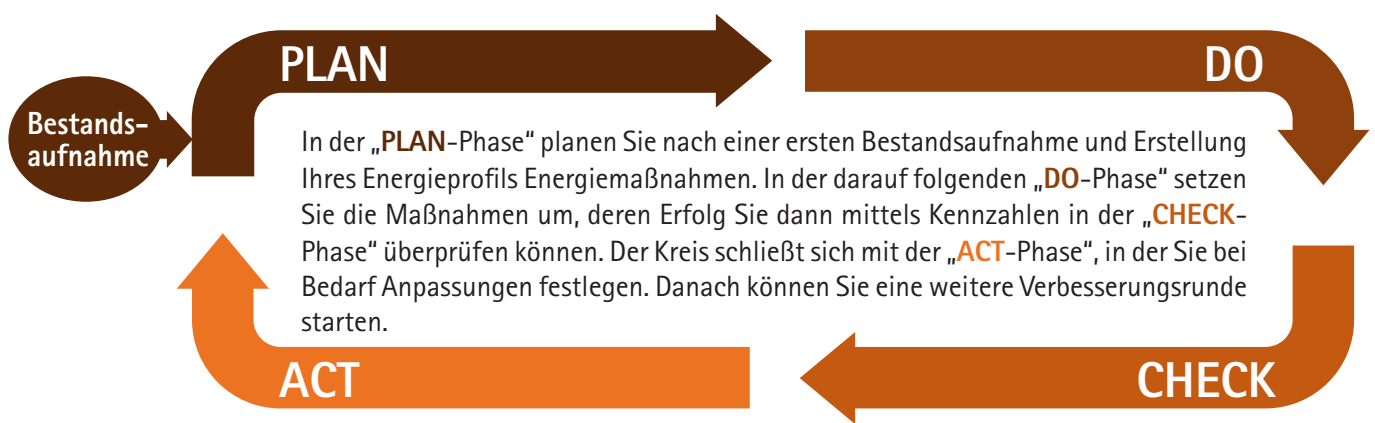 PLAN
DO
Bestands-
aufnahme
In der „PLAN-Phase" planen Sie nach einer ersten Bestandsaufnahme und Erstellung
Ihres Energieprofils Energiemaßnahmen. In der darauf folgenden „DO-Phase" setzen
Sie die Maßnahmen um, deren Erfolg Sie dann mittels Kennzahlen in der „CHECK-
Phase" überprüfen können. Der Kreis schließt sich mit der „ACT-Phase", in der Sie bei
Bedarf Anpassungen festlegen. Danach können Sie eine weitere Verbesserungsrunde
starten.
ACT
CHECK